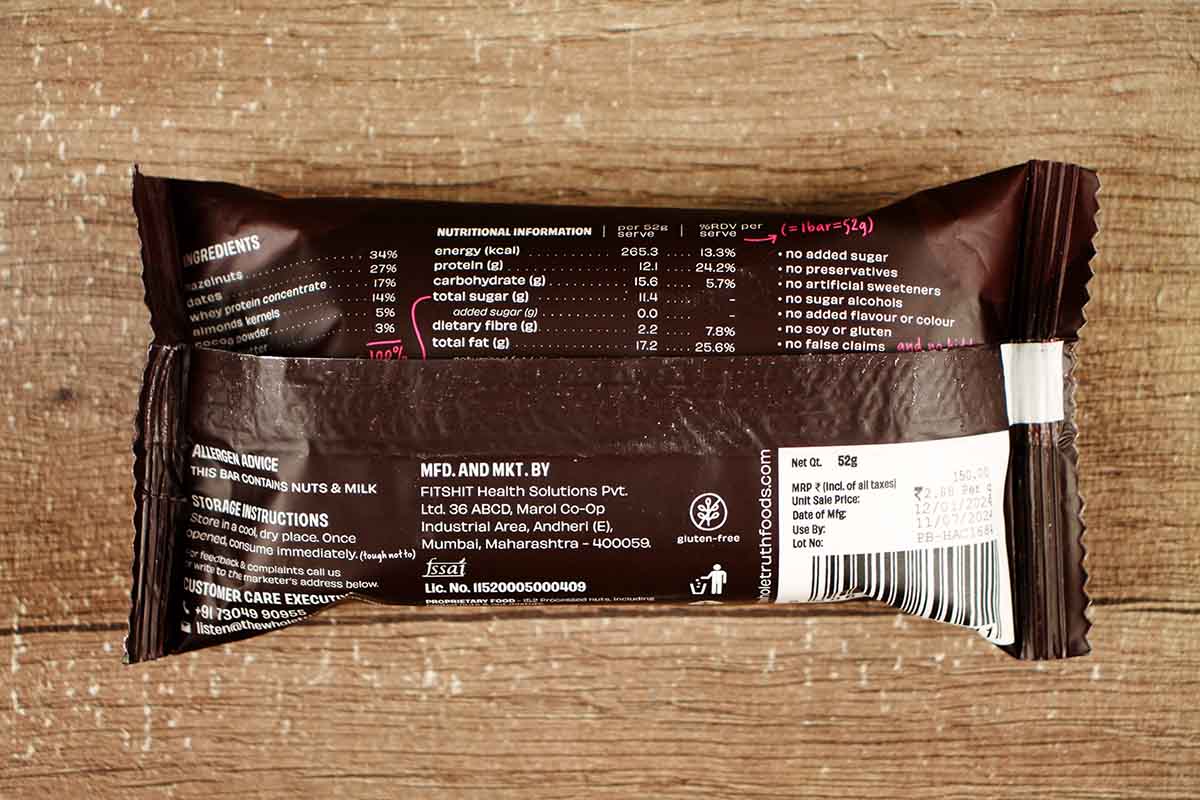 INGREDIENTS
hazelnuts 34%
dates 27%
whey protein concentrate 17%
almonds kernels 14%
cocoa powder 5%
3%
100%
NUTRITIONAL INFORMATION | per 52g serve | %RDV per serve
(=1bar=52g)
energy (kcal) 265.3 13.3%
protein (g) 12.1 24.2%
carbohydrate (g) 15.6 5.7%
total sugar (g) 11.4 -
added sugar (g) 0.0 -
dietary fibre (g) 2.2 7.8%
total fat (g) 17.2 25.6%
• no added sugar
• no preservatives
• no artificial sweeteners
• no sugar alcohols
• no added flavour or colour
• no soy or gluten
• no false claims and no
ALLERGEN ADVICE
THIS BAR CONTAINS NUTS & MILK
STORAGE INSTRUCTIONS
Store in a cool, dry place. Once
opened, consume immediately. (tough not to)
For feedback & complaints call us
or write to the marketer's address below.
CUSTOMER CARE
+91 73049 90955
MFD. AND MKT. BY
FITSHIT Health Solutions Pvt.
Ltd. 36 ABCD, Marol Co-Op
Industrial Area, Andheri (E),
Mumbai, Maharashtra - 400059.
fssai
Lic. No. 11520005000409
PROPRIETARY FOOD - 15.2 Processed nuts, including
gluten-free
wholetruthfoods.com
Net Qt. 52g
MRP ₹ (Incl. of all taxes) 150.00
Unit Sale Price: ₹2.88 Per g
Date of Mfg: 12/01/202
Use By: 11/07/202
Lot No: PB-HAC